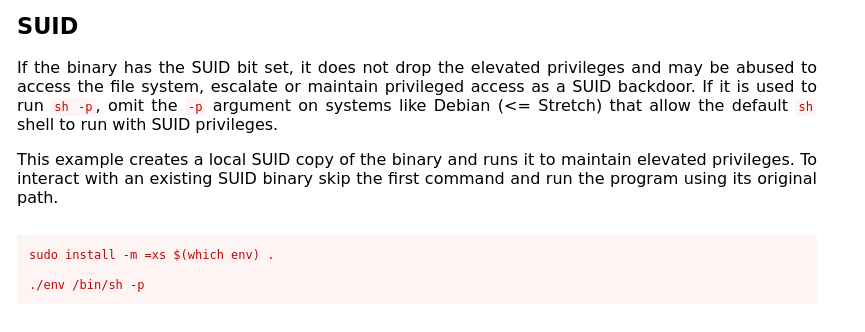 SUID
If the binary has the SUID bit set, it does not drop the elevated privileges and may be abused to
access the file system, escalate or maintain privileged access as a SUID backdoor. If it is used to
run sh -p, omit the -p argument on systems like Debian (<= Stretch) that allow the default sh
shell to run with SUID privileges.
This example creates a local SUID copy of the binary and runs it to maintain elevated privileges. To
interact with an existing SUID binary skip the first command and run the program using its original
path.
sudo install -m =xs $(which env) .
./env /bin/sh -p